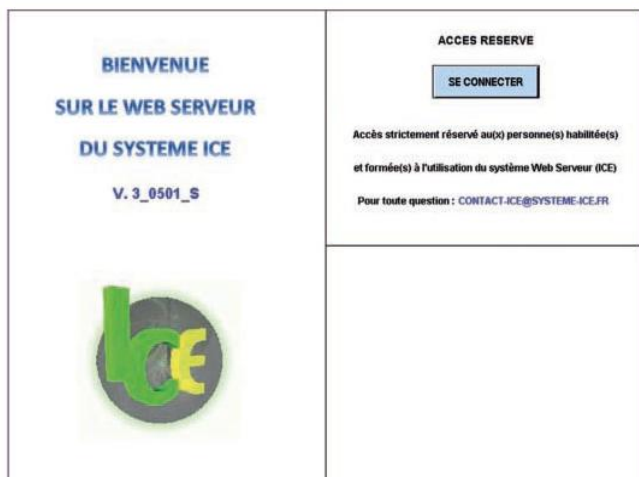 BIENVENUE
SUR LE WEB SERVEUR
DU SYSTEME ICE
V. 3_0501_S
ICE
ACCES RESERVE
SE CONNECTER
Accès strictement réservé au(x) personne(s) habilitée(s)
et formée(s) à l'utilisation du système Web Serveur (ICE)
Pour toute question : CONTACT-ICE@SYSTEME-ICE.FR